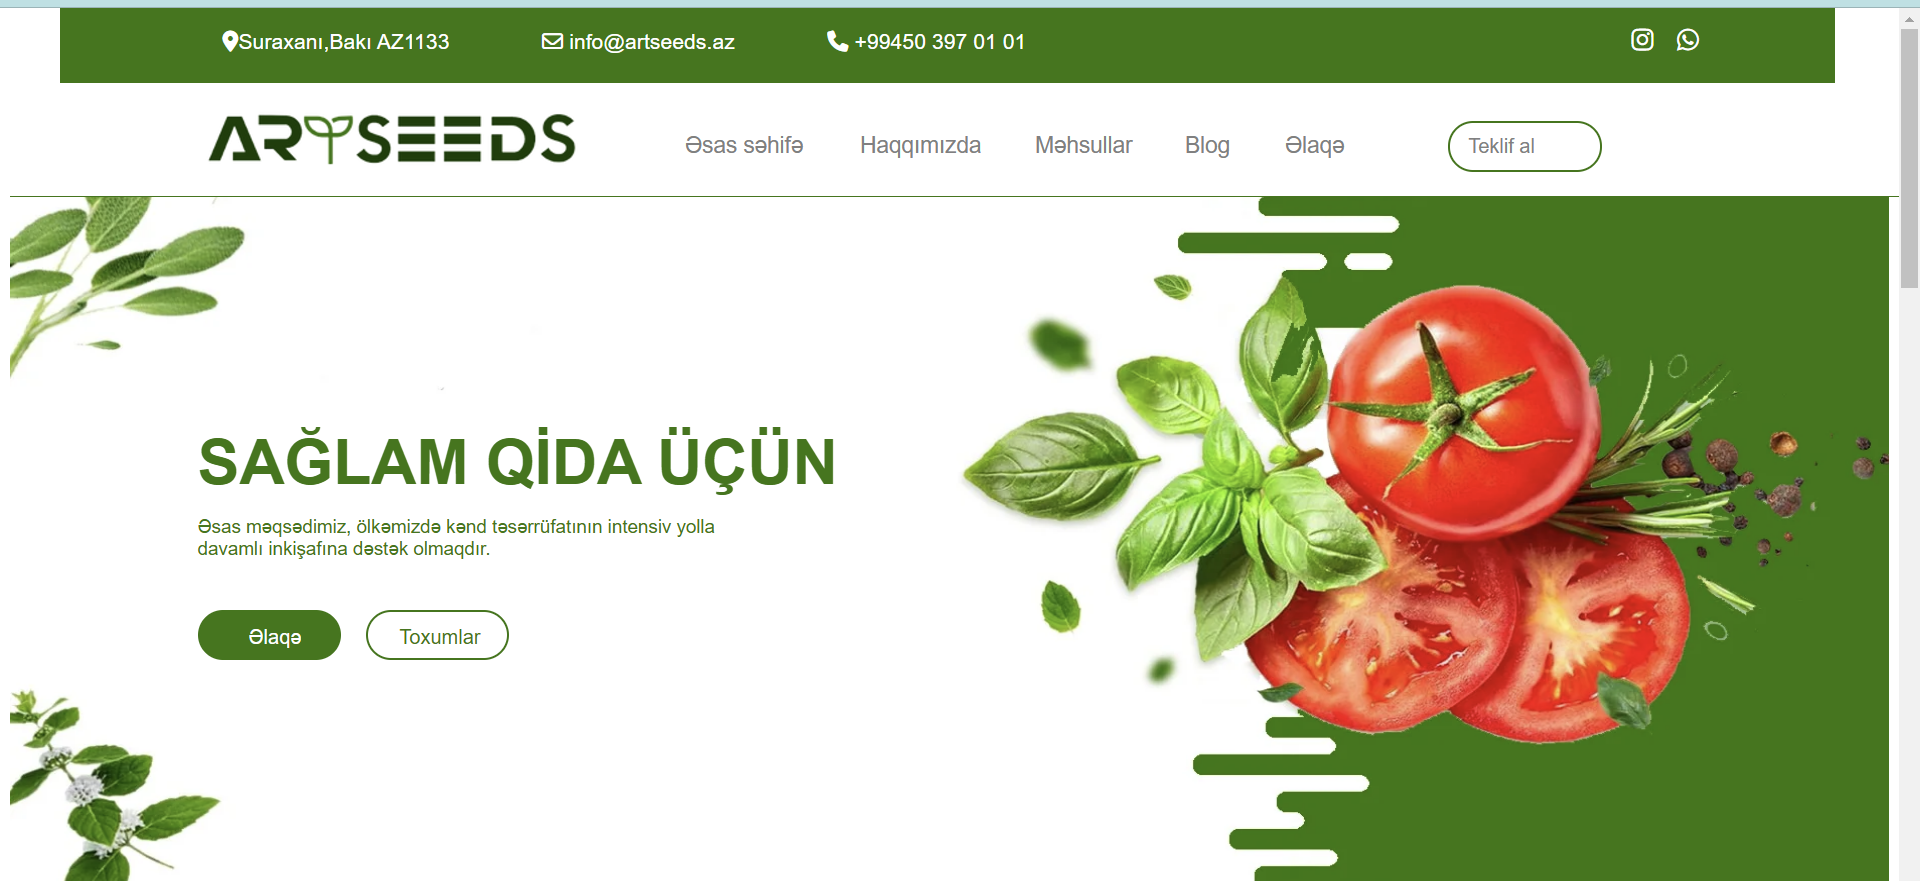 Suraxanı,Bakı AZ1133
info@artseeds.az
+99450 397 01 01
ARTSEEDS
Əsas səhifə
Haqqımızda
Məhsullar
Blog
Əlaqə
Teklif al
SAĞLAM QİDA ÜÇÜN
Əsas məqsədimiz, ölkəmizdə kənd təsərrüfatının intensiv yolla
davamlı inkişafına dəstək olmaqdır.
Əlaqə
Toxumlar